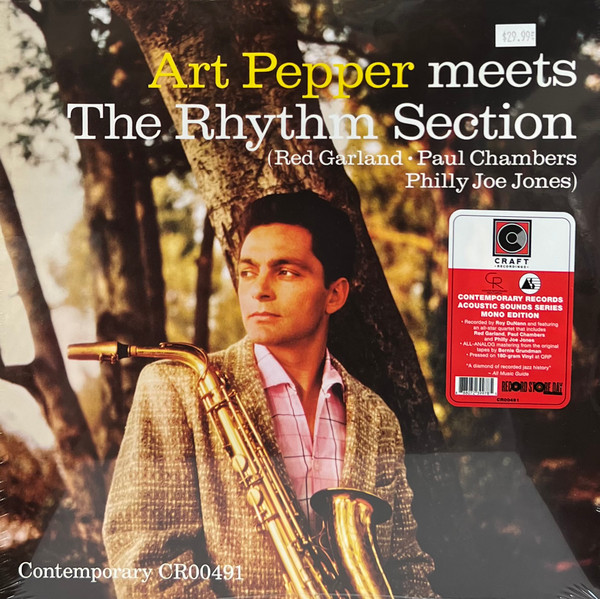 $29.99
Art Pepper meets
The Rhythm Section
(Red Garland · Paul Chambers
Philly Joe Jones)
CRAFT
RECORDINGS
CR
CONTEMPORARY RECORDS
ACOUSTIC SOUNDS SERIES
MONO EDITION
• Recorded by Roy DuNann and featuring
an all-star quartet that includes
Red Garland, Paul Chambers
and Philly Joe Jones
• ALL-ANALOG mastering from the original
tapes by Bernie Grundman
• Pressed on 180-gram Vinyl at QRP
"A diamond of recorded jazz history"
- All Music Guide
RECORD STORE DAY
CR00491
Contemporary CR00491